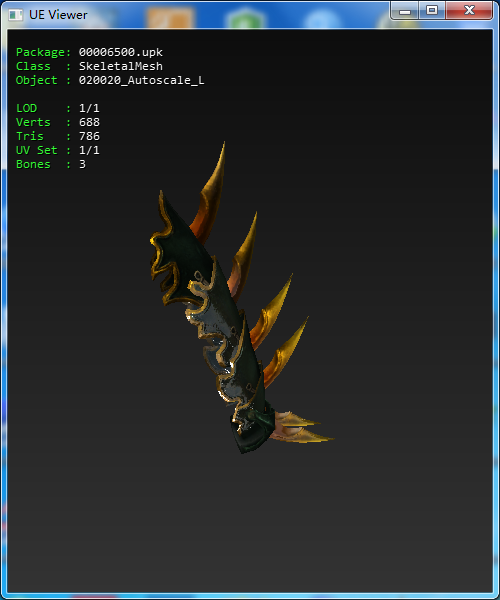 UE Viewer
Package: 00006500.upk
Class : SkeletalMesh
Object : 020020_Autoscale_L
LOD : 1/1
Verts : 688
Tris : 786
UV Set : 1/1
Bones : 3